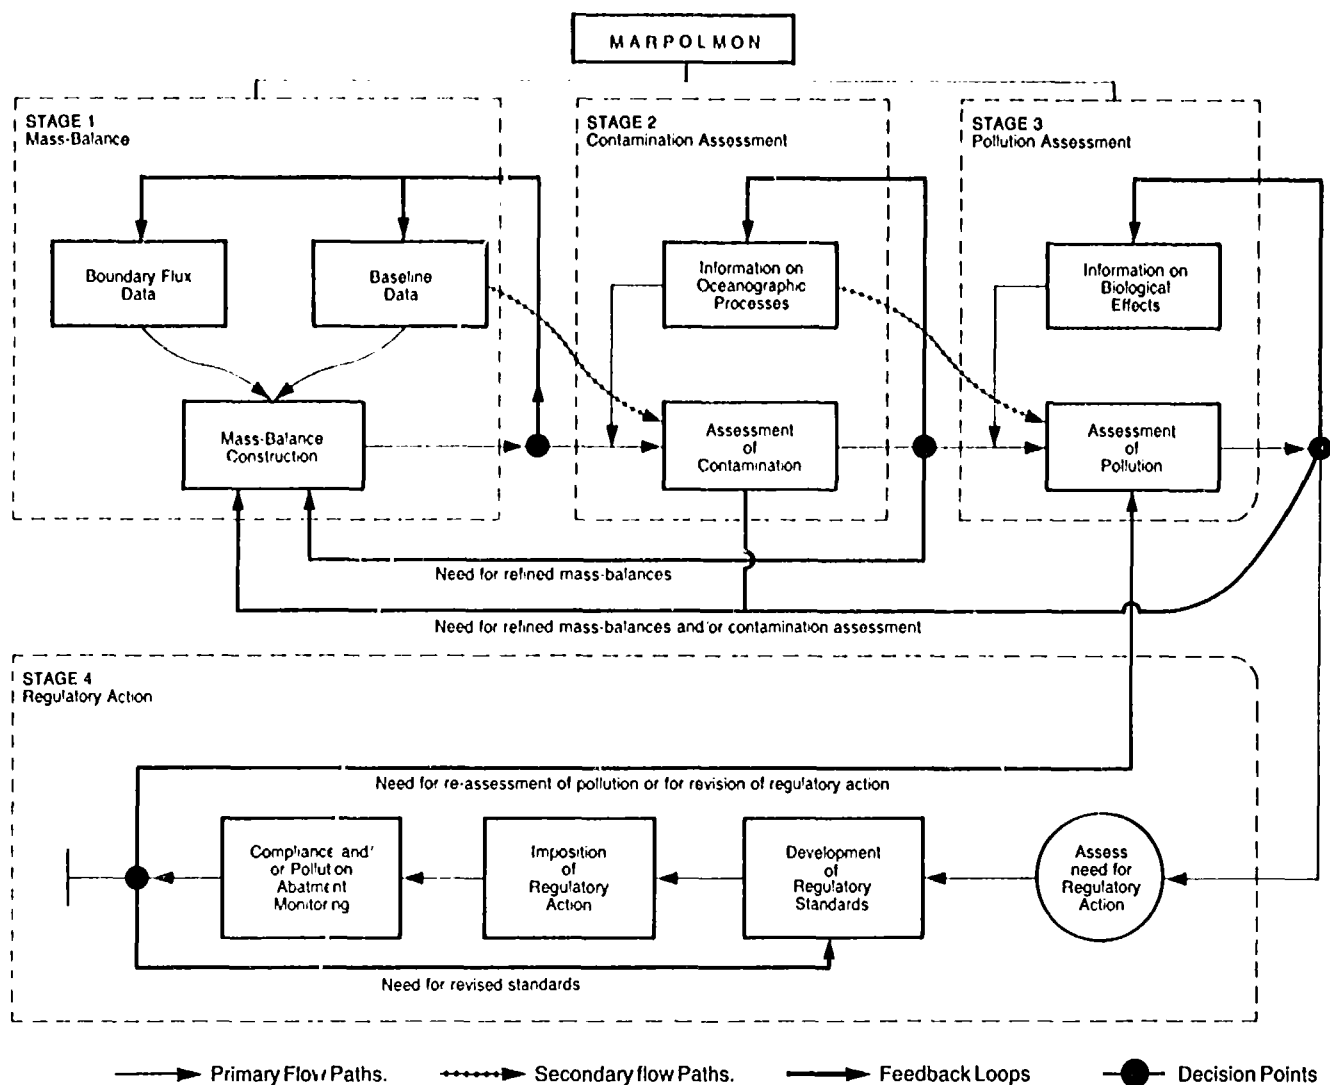 MARPOLMON
STAGE 1
Mass-Balance
STAGE 2
Contamination Assessment
STAGE 3
Pollution Assessment
Boundary Flux
Data
Baseline
Data
Information on
Oceanographic
Processes
Information on
Biological
Effects
Mass-Balance
Construction
Assessment
of
Contamination
Assessment
of
Pollution
Need for refined mass-balances
Need for refined mass-balances and/or contamination assessment
STAGE 4
Regulatory Action
Need for re-assessment of pollution or for revision of regulatory action
Compliance and/
or Pollution
Abatment
Monitoring
Imposition
of
Regulatory
Action
Development
of
Regulatory
Standards
Assess
need for
Regulatory
Action
Need for revised standards
Primary Flow Paths.
Secondary flow Paths.
Feedback Loops
Decision Points